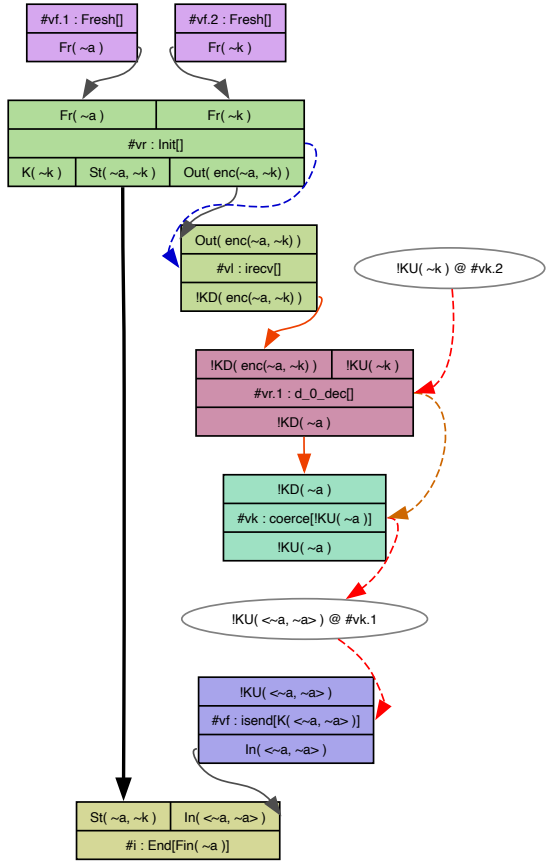 #vf.1 : Fresh[] #vf.2 : Fresh[]
Fr( ~a ) Fr( ~k )
Fr( ~a ) Fr( ~k )
#vr : Init[]
K( ~k ) St( ~a, ~k ) Out( enc(~a, ~k) )
Out( enc(~a, ~k) )
#vl : irecv[]
!KD( enc(~a, ~k) )
!KU( ~k ) @ #vk.2
!KD( enc(~a, ~k) ) !KU( ~k )
#vr.1 : d_0_dec[]
!KD( ~a )
!KD( ~a )
#vk : coerce[!KU( ~a )]
!KU( ~a )
!KU( <~a, ~a> ) @ #vk.1
!KU( <~a, ~a> )
#vf : isend[K( <~a, ~a> )]
In( <~a, ~a> )
St( ~a, ~k ) In( <~a, ~a> )
#i : End[Fin( ~a )]